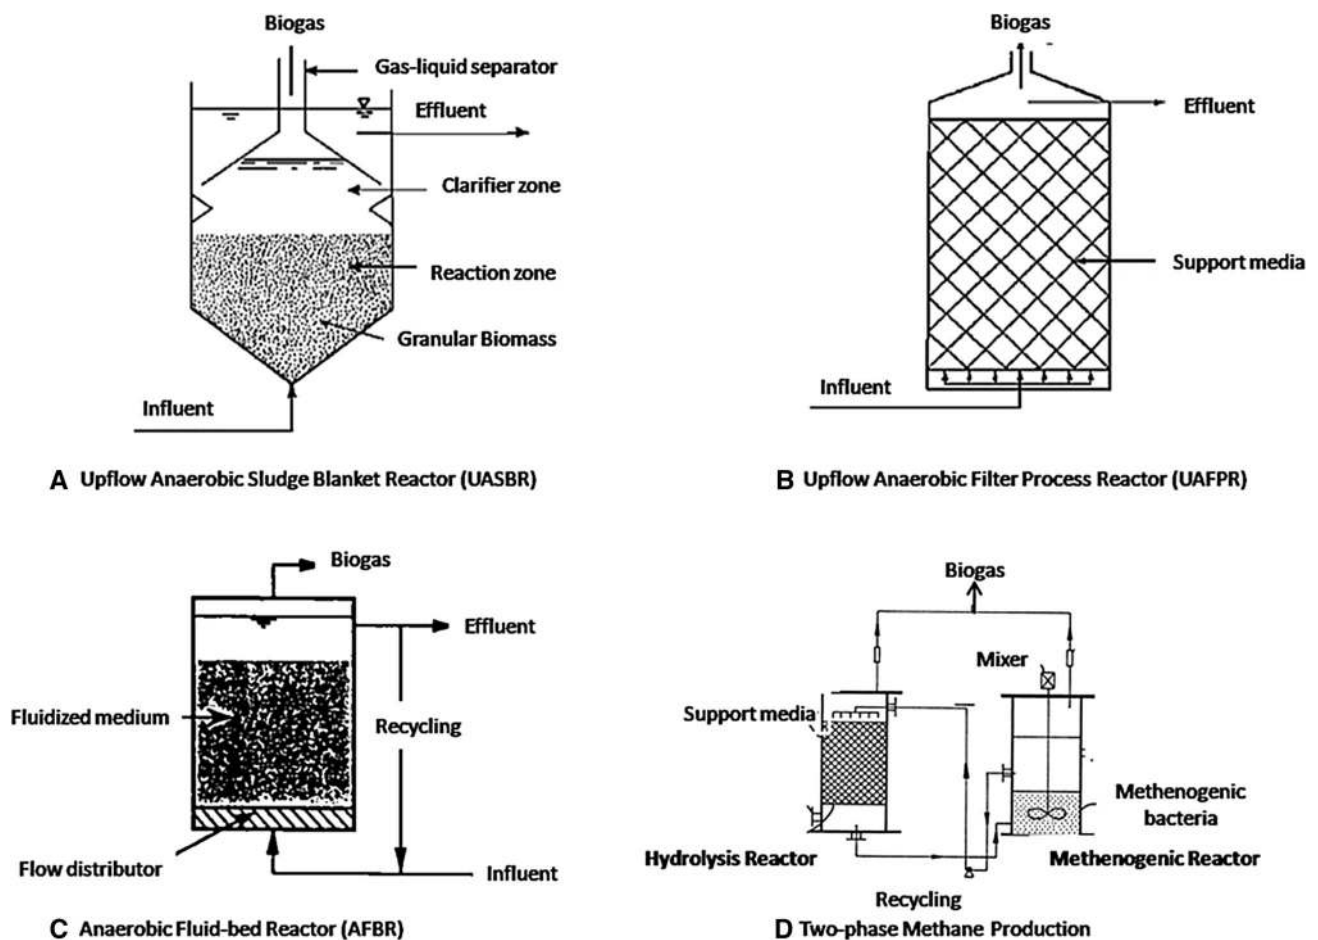 Biogas
Gas-liquid separator
Effluent
Clarifier zone
Reaction zone
Granular Biomass
Influent
A Upflow Anaerobic Sludge Blanket Reactor (UASBR)
Biogas
Effluent
Support media
Influent
B Upflow Anaerobic Filter Process Reactor (UAFPR)
Biogas
Effluent
Fluidized medium
Recycling
Flow distributor
Influent
C Anaerobic Fluid-bed Reactor (AFBR)
Biogas
Mixer
Support media
Methenogenic
bacteria
Hydrolysis Reactor
Methenogenic Reactor
Recycling
D Two-phase Methane Production